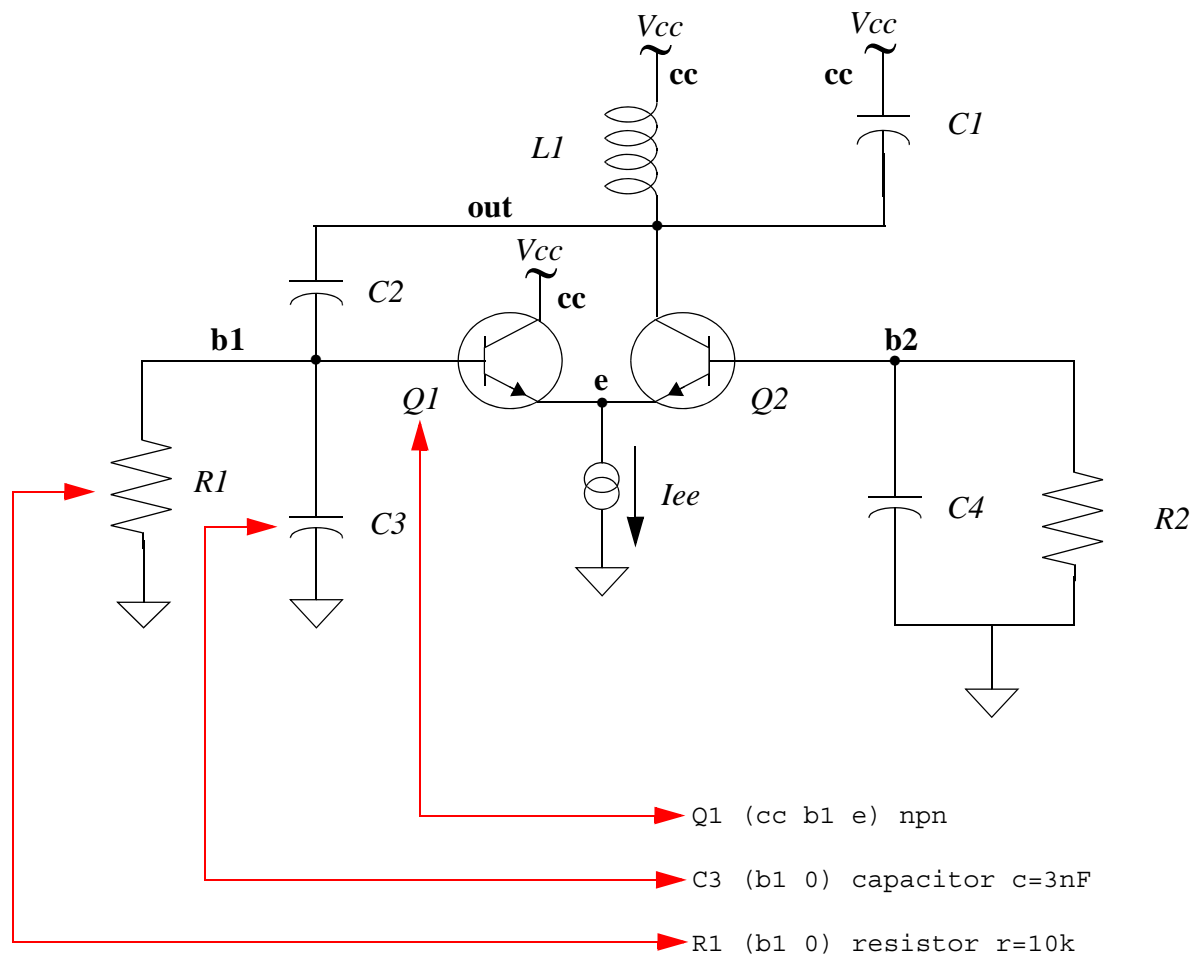 Vcc
Vcc
cc
cc
C1
L1
out
Vcc
C2
cc
b1
b2
e
Q1
Q2
R1
Iee
C3
C4
R2
Q1 (cc b1 e) npn
C3 (b1 0) capacitor c=3nF
R1 (b1 0) resistor r=10k